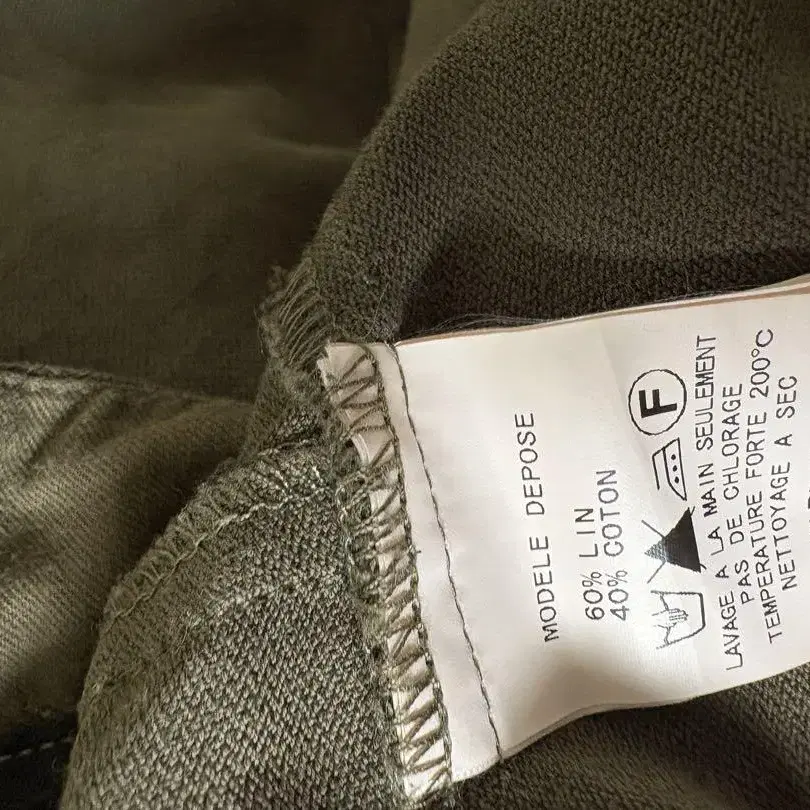 MODELE DEPOSE
60% LIN
40% COTON
F
LAVAGE A LA MAIN SEULEMENT
PAS DE CHLORAGE
TEMPERATURE FORTE 200°C
NETTOYAGE A SEC